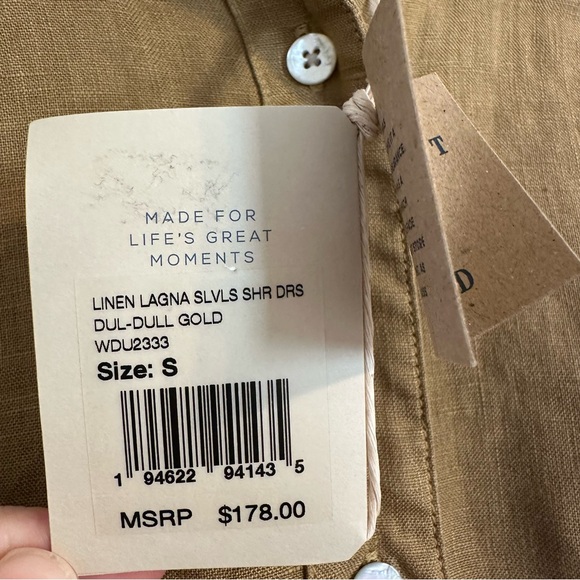 MADE FOR
LIFE'S GREAT
MOMENTS
LINEN LAGNA SLVLS SHR DRS
DUL-DULL GOLD
WDU2333
Size: S
1 94622 94143 5
MSRP $178.00
T
D